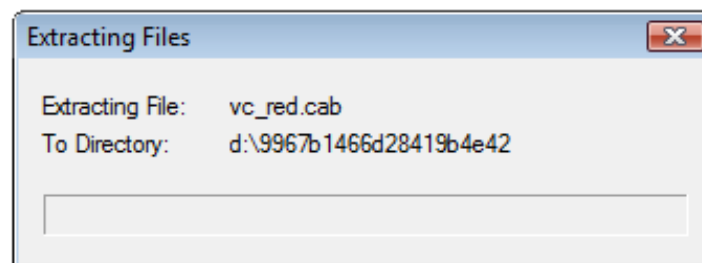 Extracting Files
Extracting File: vc_red.cab
To Directory: d:\9967b1466d28419b4e42